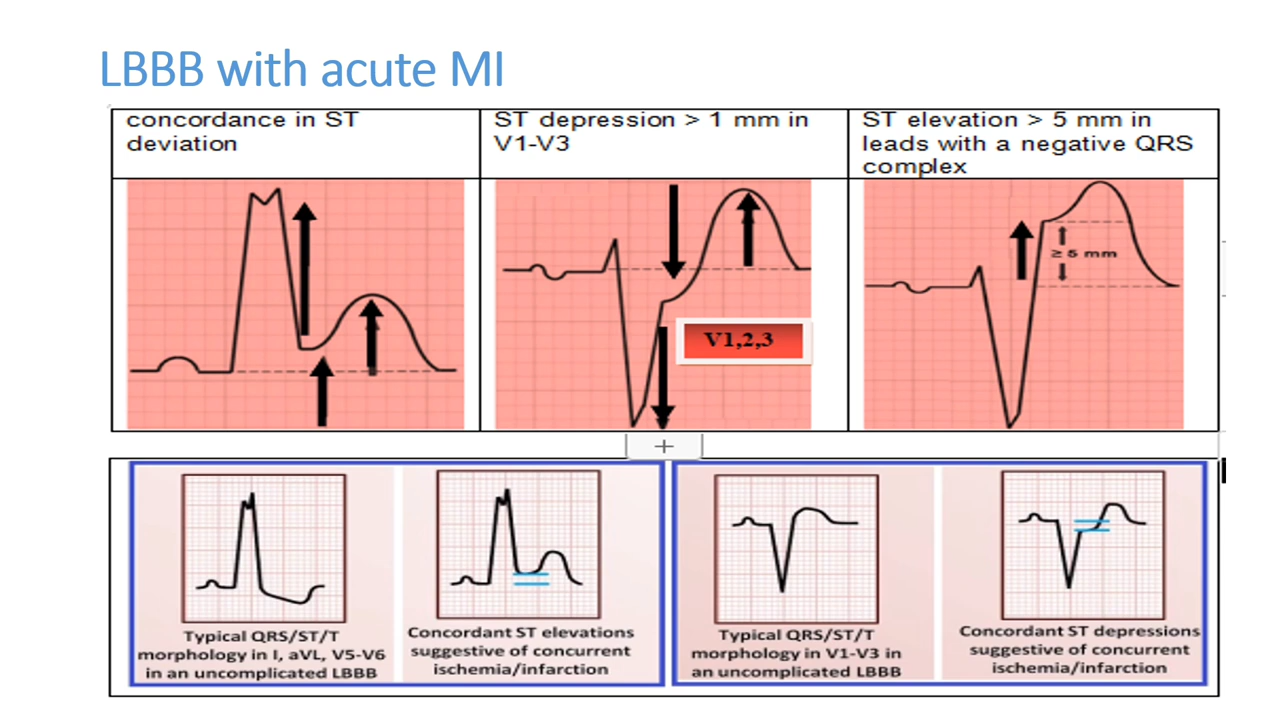 LBBB with acute MI
concordance in ST
deviation
ST depression > 1 mm in
V1-V3
ST elevation > 5 mm in
leads with a negative QRS
complex
≥ 5 mm
V1,2,3
+
Typical QRS/ST/T
morphology in I, aVL, V5-V6
in an uncomplicated LBBB
Concordant ST elevations
suggestive of concurrent
ischemia/infarction
Typical QRS/ST/T
morphology in V1-V3 in
an uncomplicated LBBB
Concordant ST depressions
suggestive of concurrent
ischemia/infarction